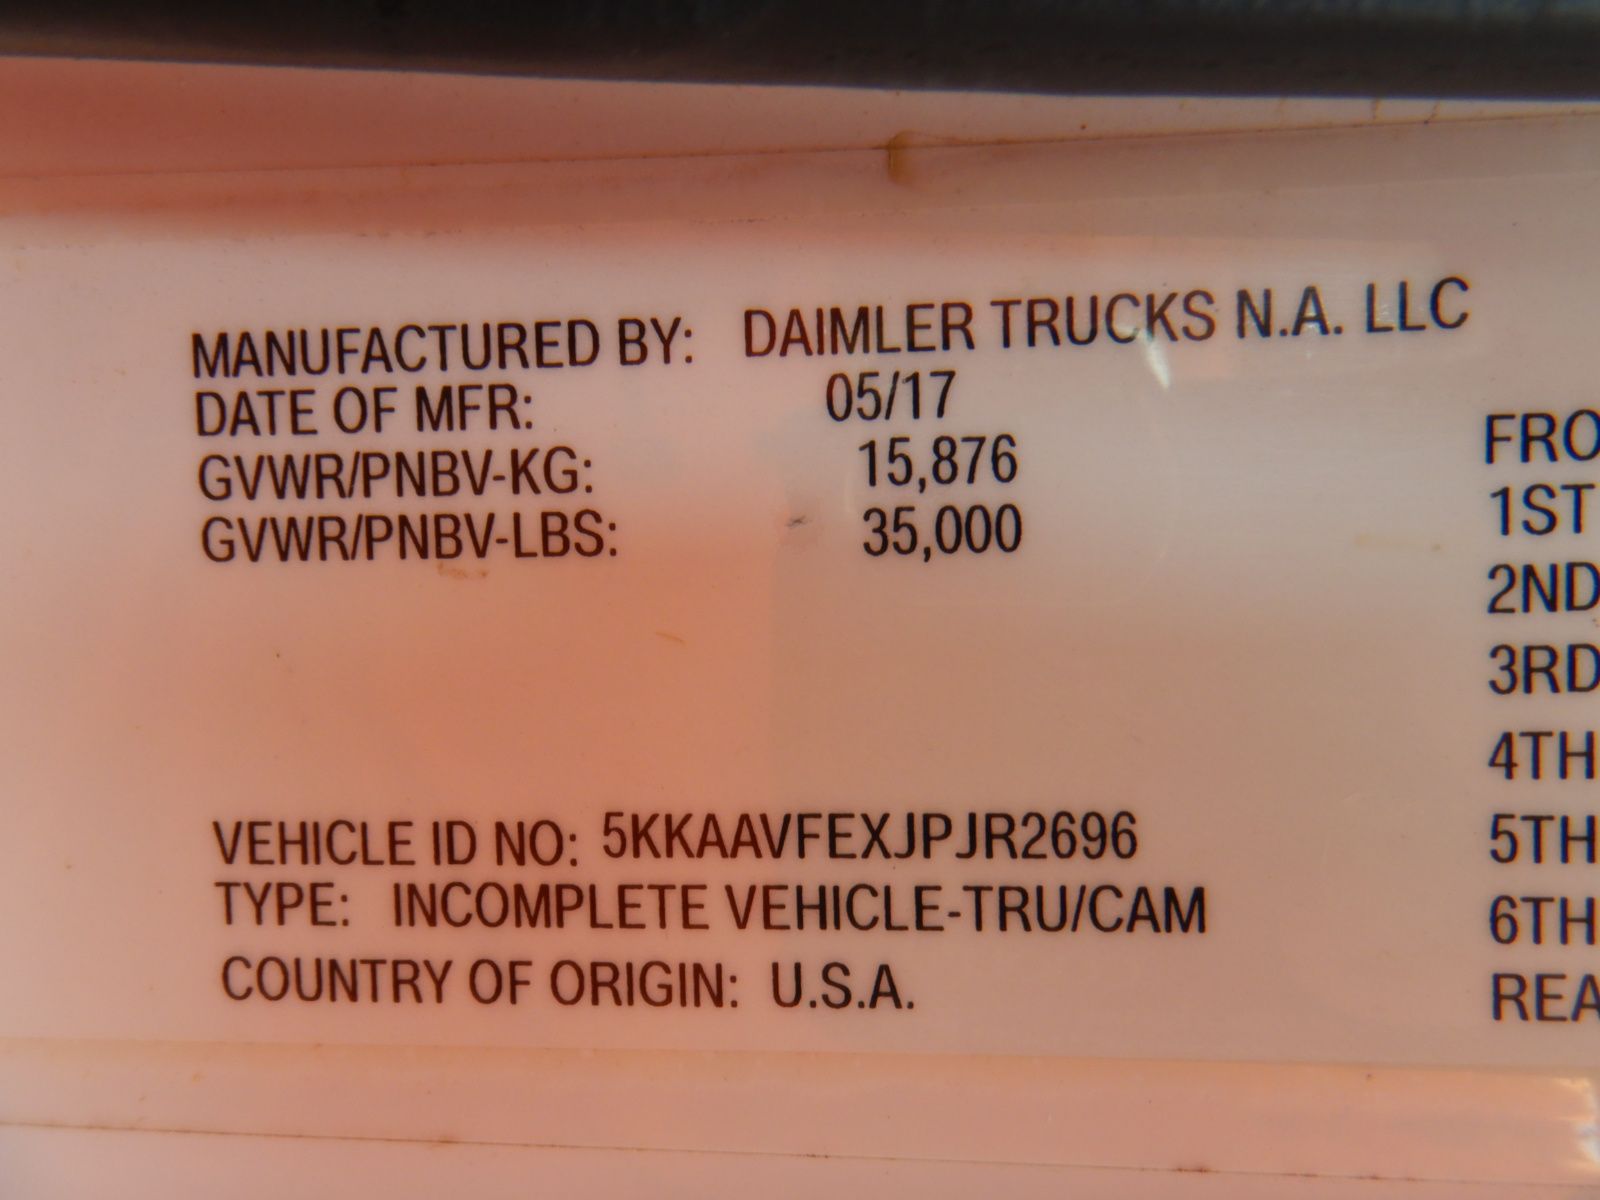 MANUFACTURED BY: DAIMLER TRUCKS N.A. LLC
DATE OF MFR: 05/17
GVWR/PNBV-KG: 15,876
GVWR/PNBV-LBS: 35,000
VEHICLE ID NO: 5KKAAVFEXJPJR2696
TYPE: INCOMPLETE VEHICLE-TRU/CAM
COUNTRY OF ORIGIN: U.S.A.
FRO
1ST
2ND
3RD
4TH
5TH
6TH
REA